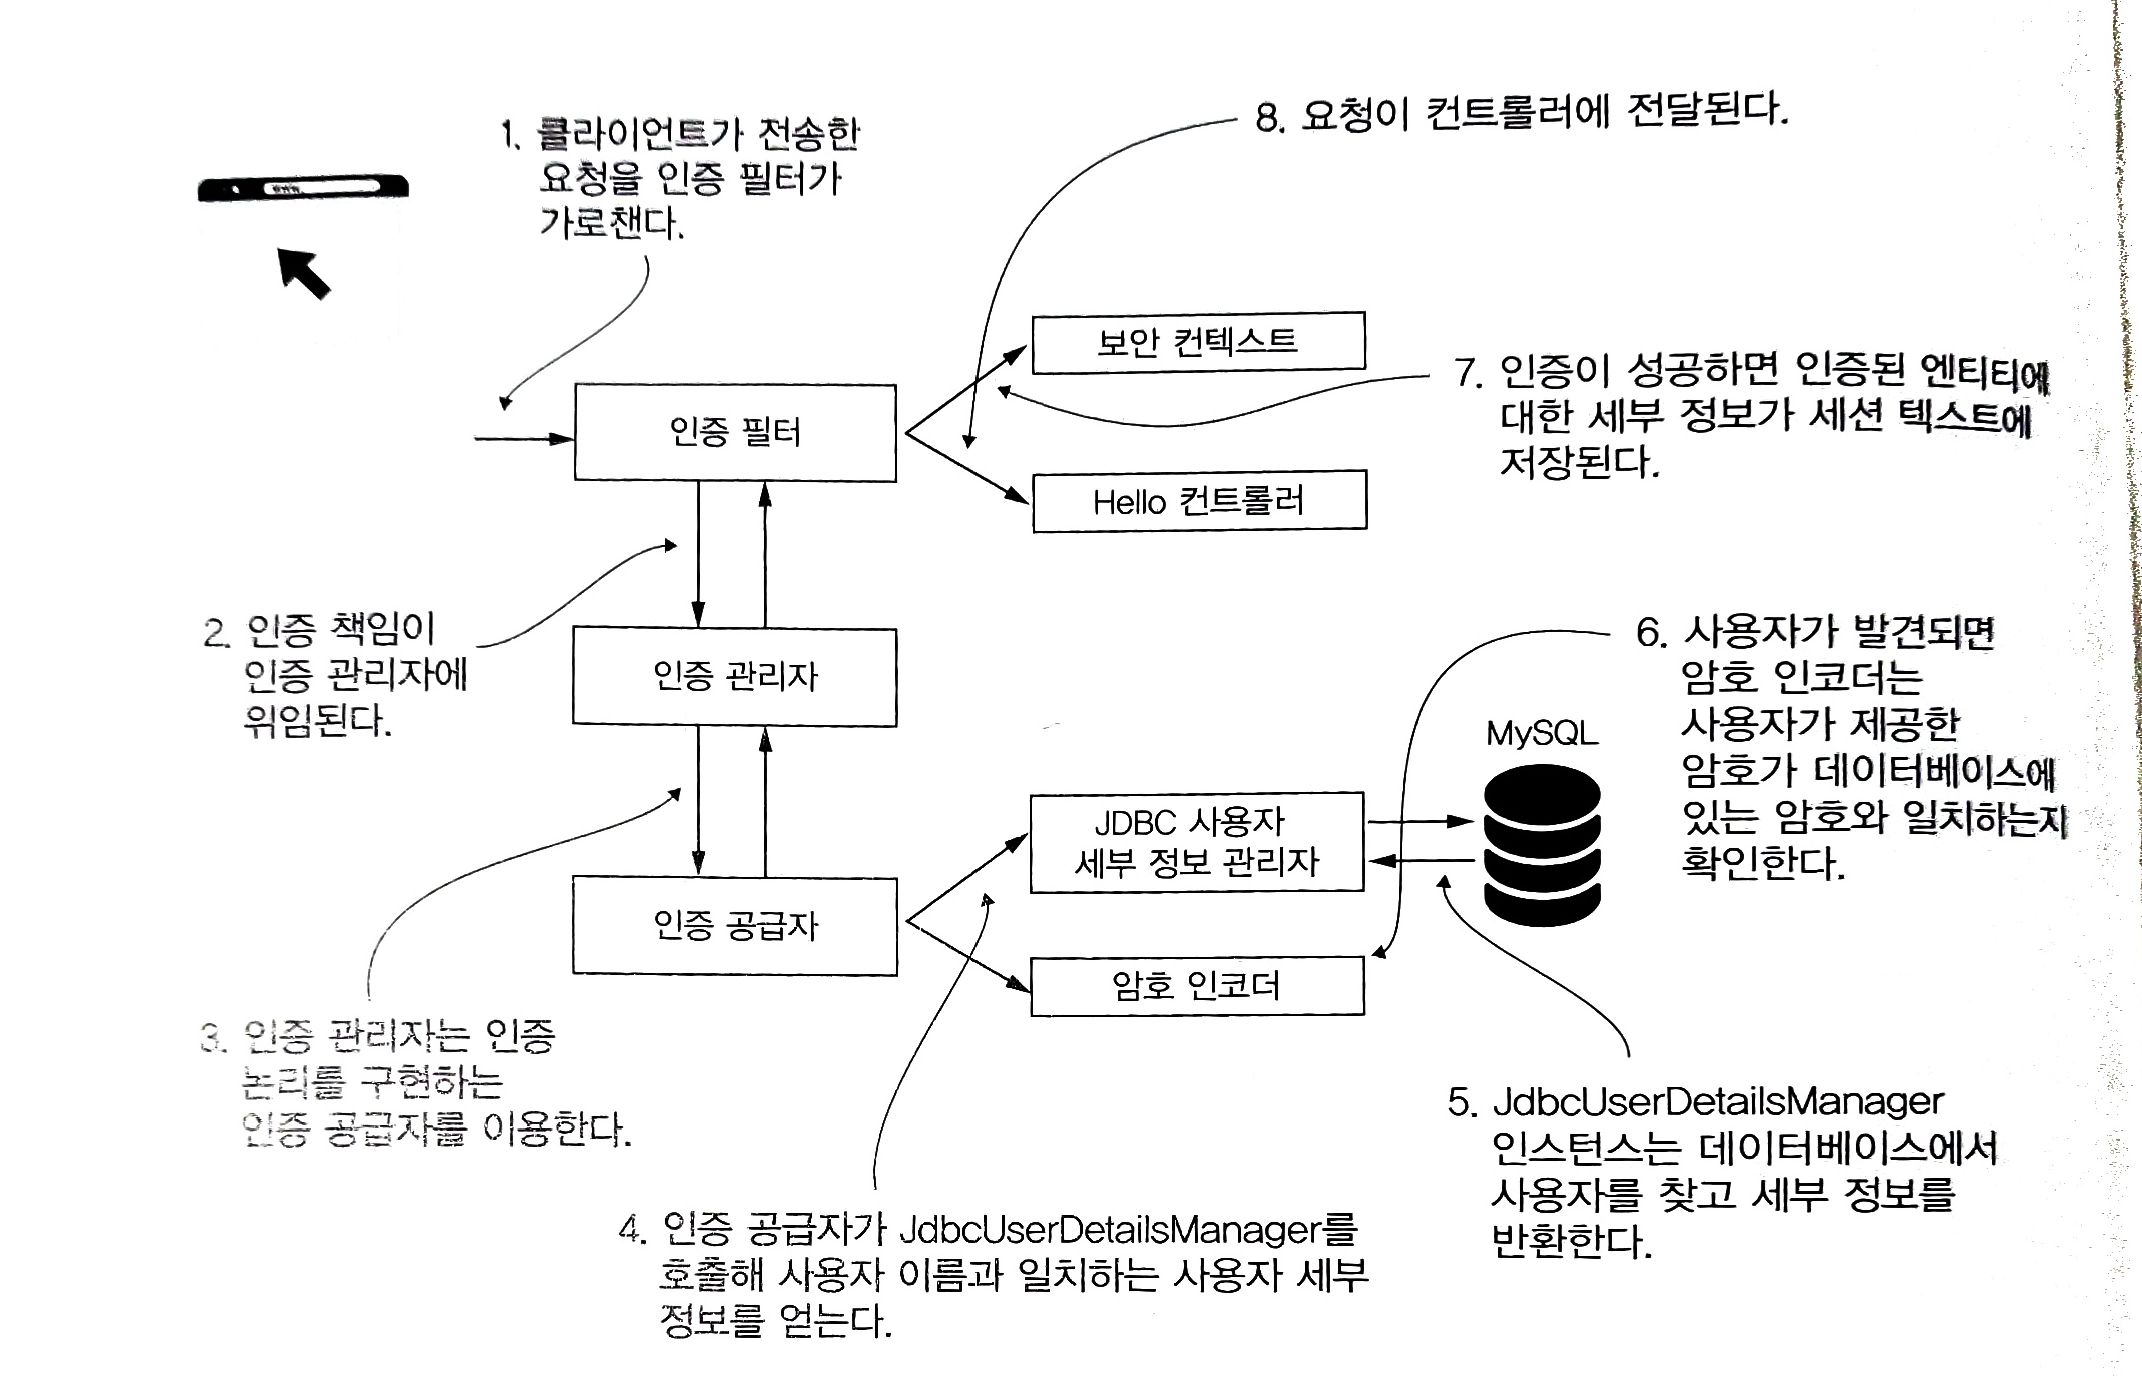 1. 클라이언트가 전송한
요청을 인증 필터가
가로챈다.
8. 요청이 컨트롤러에 전달된다.
www.
보안 컨텍스트
인증 필터
7. 인증이 성공하면 인증된 엔티티에
대한 세부 정보가 세션 텍스트에
저장된다.
Hello 컨트롤러
2. 인증 책임이
인증 관리자에
위임된다.
인증 관리자
6. 사용자가 발견되면
암호 인코더는
사용자가 제공한
암호가 데이터베이스에
있는 암호와 일치하는지
확인한다.
MySQL
JDBC 사용자
세부 정보 관리자
인증 공급자
암호 인코더
3. 인증 관리자는 인증
논리를 구현하는
인증 공급자를 이용한다.
5. JdbcUserDetailsManager
인스턴스는 데이터베이스에서
사용자를 찾고 세부 정보를
반환한다.
4. 인증 공급자가 JdbcUserDetailsManager를
호출해 사용자 이름과 일치하는 사용자 세부
정보를 얻는다.